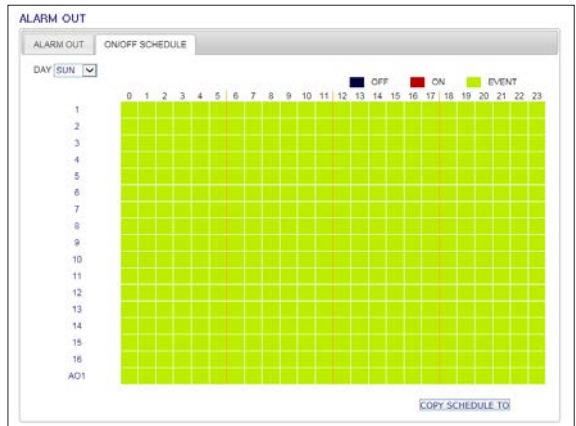 ALARM OUT
ALARM OUT ON/OFF SCHEDULE
DAY SUN
OFF ON EVENT
0 1 2 3 4 5 6 7 8 9 10 11 12 13 14 15 16 17 18 19 20 21 22 23
1
2
3
4
5
6
7
8
9
10
11
12
13
14
15
16
AO1
COPY SCHEDULE TO